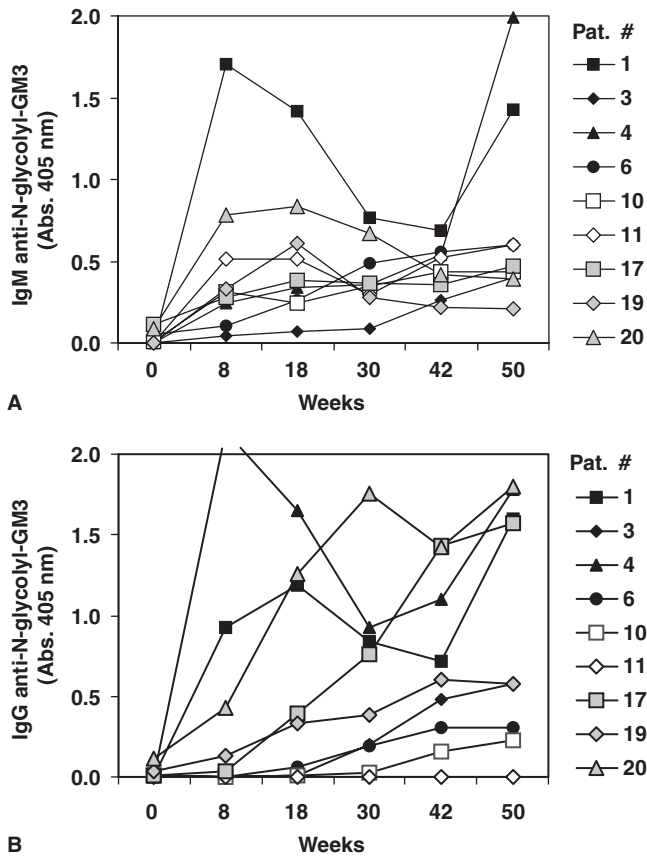 IgM anti-N-glycolyl-GM3
(Abs. 405 nm)
2.0
1.5
1.0
0.5
0.0
0 8 18 30 42 50
Weeks
A
Pat. #
1
3
4
6
10
11
17
19
20
IgG anti-N-glycolyl-GM3
(Abs. 405 nm)
2.0
1.5
1.0
0.5
0.0
0 8 18 30 42 50
Weeks
B
Pat. #
1
3
4
6
10
11
17
19
20